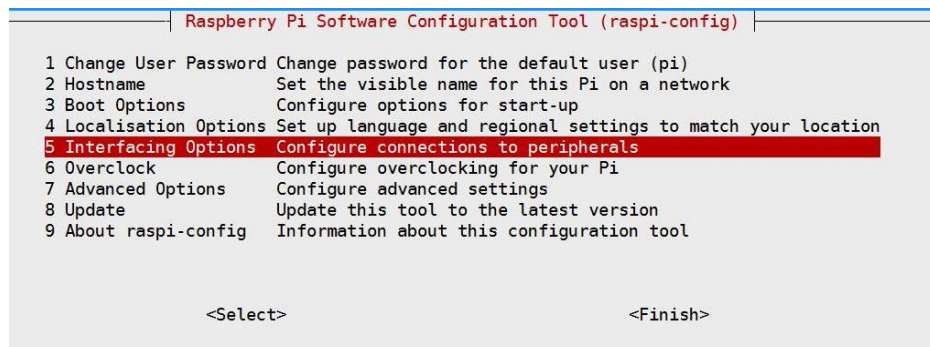 Raspberry Pi Software Configuration Tool (raspi-config)
1 Change User Password Change password for the default user (pi)
2 Hostname Set the visible name for this Pi on a network
3 Boot Options Configure options for start-up
4 Localisation Options Set up language and regional settings to match your location
5 Interfacing Options Configure connections to peripherals
6 Overclock Configure overclocking for your Pi
7 Advanced Options Configure advanced settings
8 Update Update this tool to the latest version
9 About raspi-config Information about this configuration tool
<Select> <Finish>